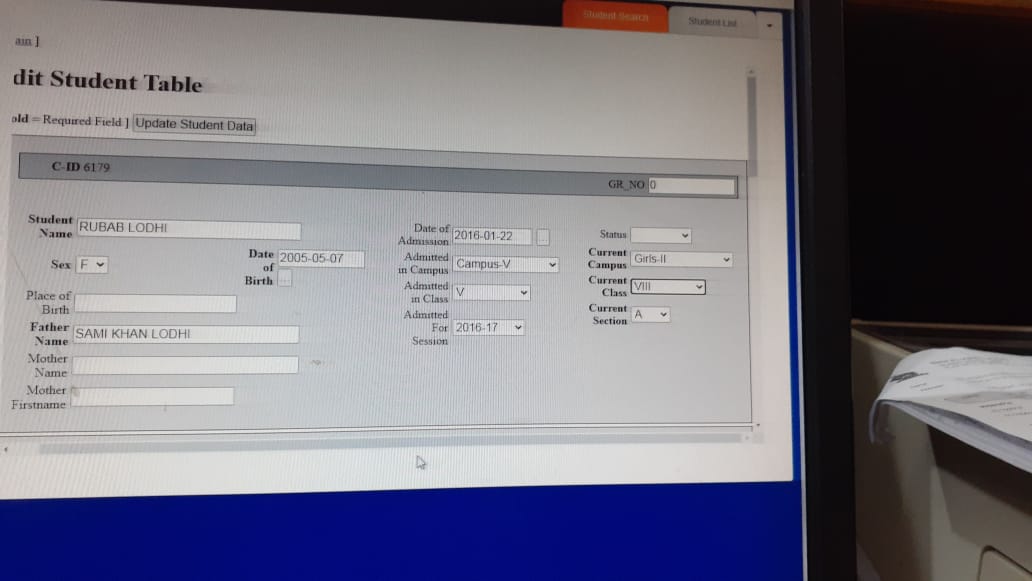 Student Search Student List
ain ]
dit Student Table
old = Required Field ] Update Student Data
C-ID 6179
GR_NO 0
Student Name RUBAB LODHI
Sex F
Date of Birth 2005-05-07 ...
Place of Birth
Father Name SAMI KHAN LODHI
Mother Name
Mother Firstname
Date of Admission 2016-01-22 ...
Admitted in Campus Campus-V
Admitted in Class V
Admitted For Session 2016-17
Status
Current Campus Girls-II
Current Class VIII
Current Section A